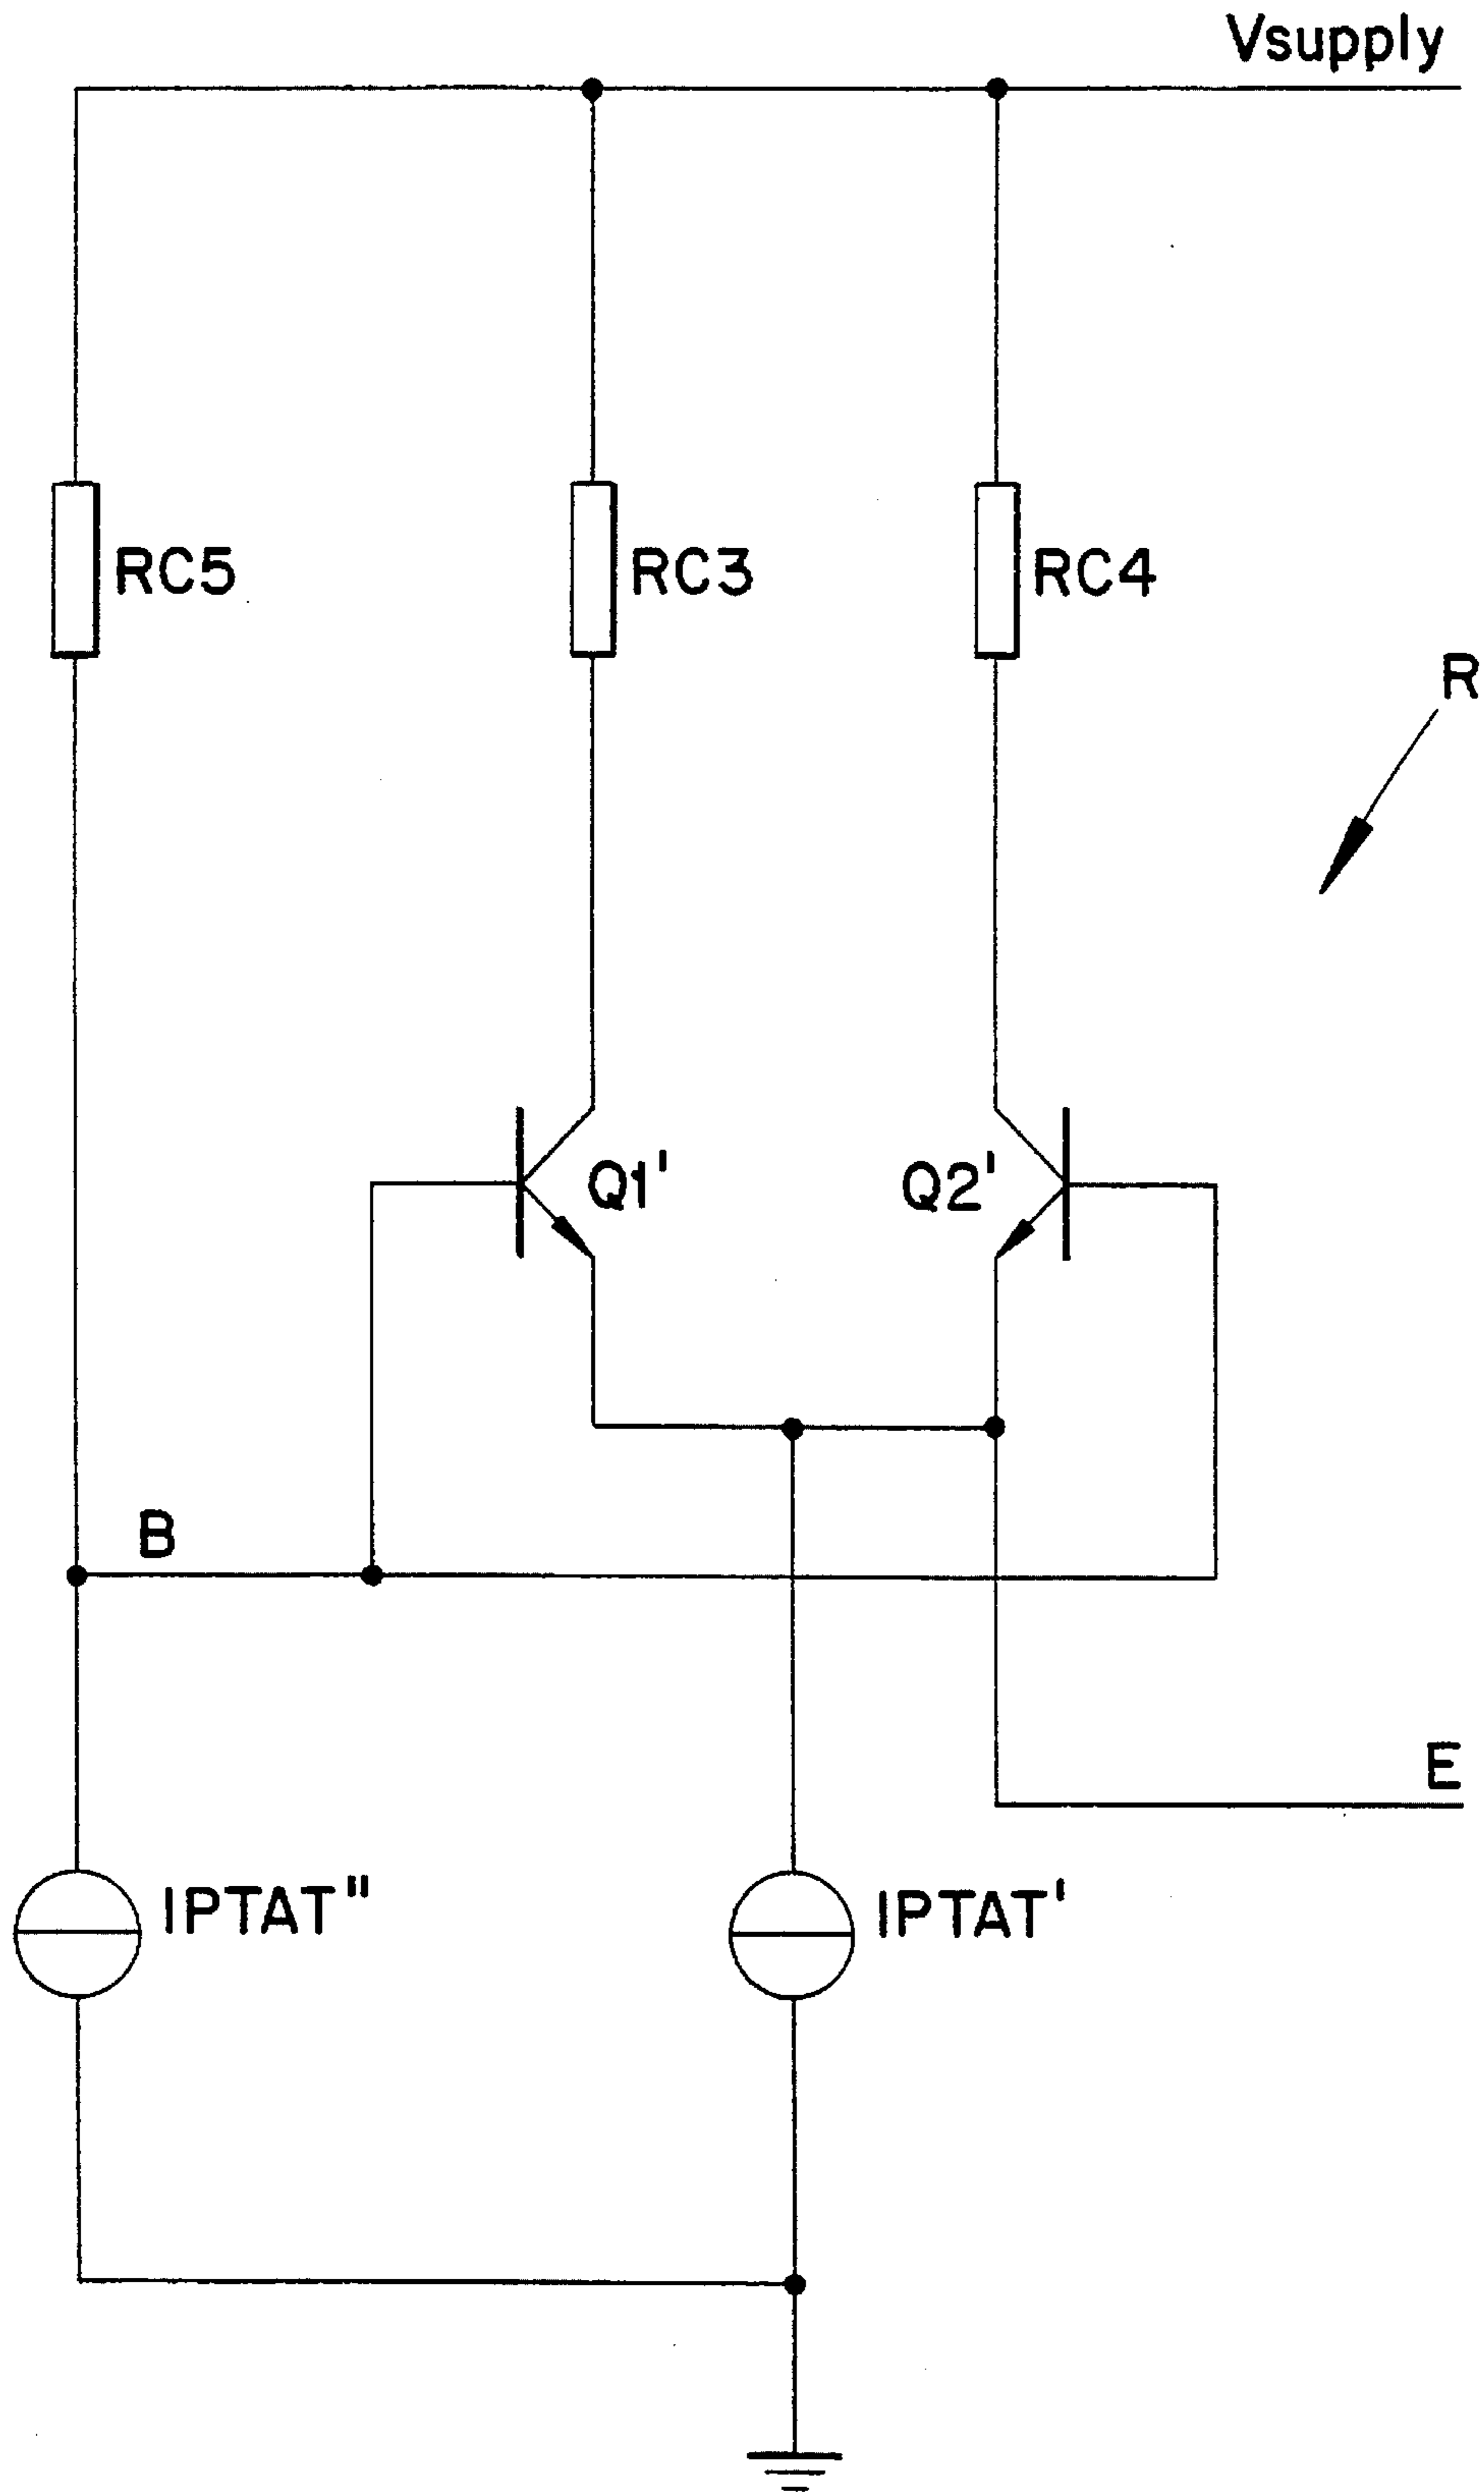 Vsupply
RC5
RC3
RC4
R
Q1'
Q2'
B
E
IPTAT"
IPTAT'